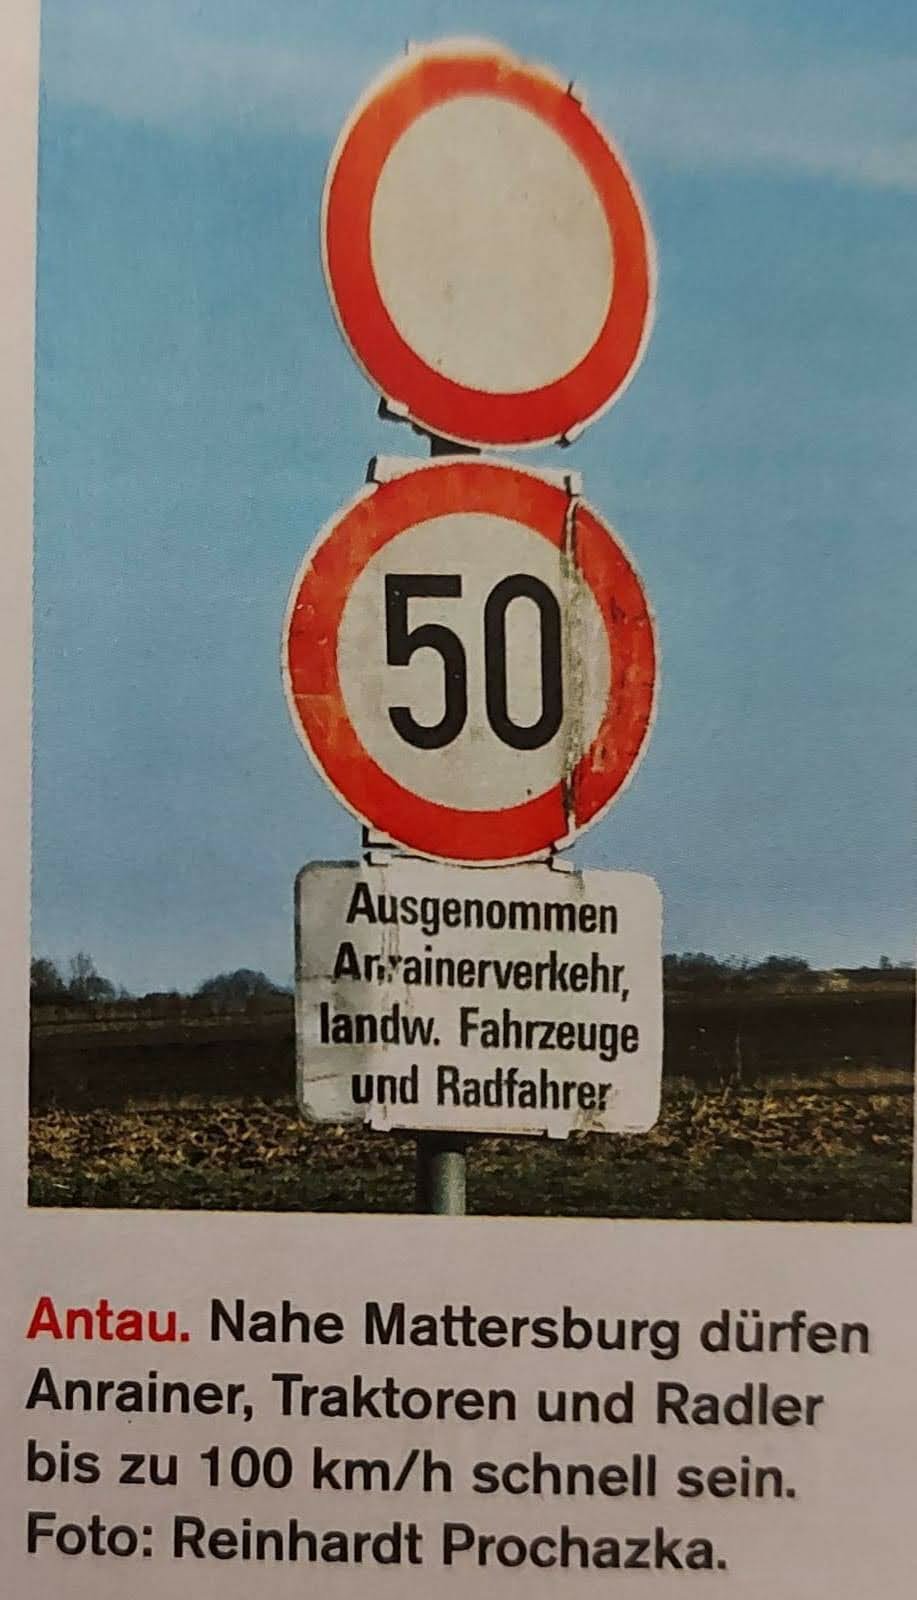 50
Ausgenommen
Anrainerverkehr,
landw. Fahrzeuge
und Radfahrer
Antau. Nahe Mattersburg dürfen
Anrainer, Traktoren und Radler
bis zu 100 km/h schnell sein.
Foto: Reinhardt Prochazka.